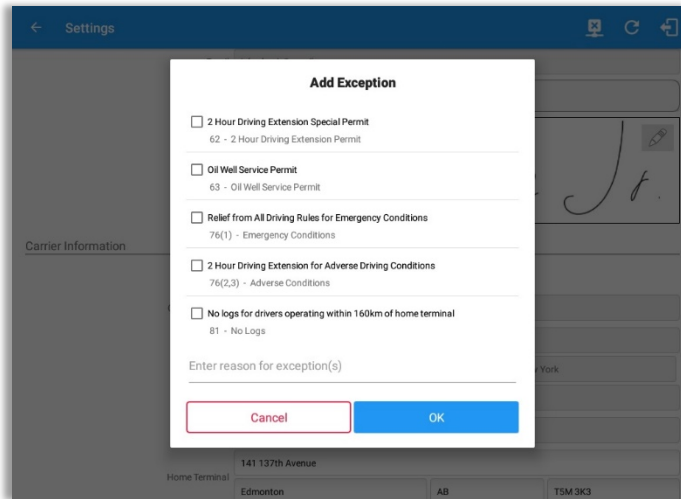 Settings
Add Exception
2 Hour Driving Extension Special Permit
62 - 2 Hour Driving Extension Permit
Oil Well Service Permit
63 - Oil Well Service Permit
Relief from All Driving Rules for Emergency Conditions
76(1) - Emergency Conditions
Carrier Information
2 Hour Driving Extension for Adverse Driving Conditions
76(2,3) - Adverse Conditions
No logs for drivers operating within 160km of home terminal
81 - No Logs
Enter reason for exception(s)
York
Cancel OK
141 137th Avenue
Home Terminal
Edmonton AB T5M 3K3